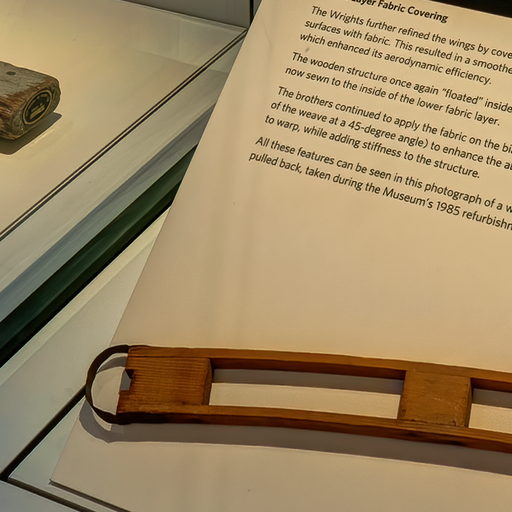 Layer Fabric Covering
The Wrights further refined the wings by cove
surfaces with fabric. This resulted in a smoothe
which enhanced its aerodynamic efficiency.
The wooden structure once again "floated" inside
now sewn to the inside of the lower fabric layer.
The brothers continued to apply the fabric on the bi
of the weave at a 45-degree angle) to enhance the a
to warp, while adding stiffness to the structure.
All these features can be seen in this photograph of a w
pulled back, taken during the Museum's 1985 refurbishm